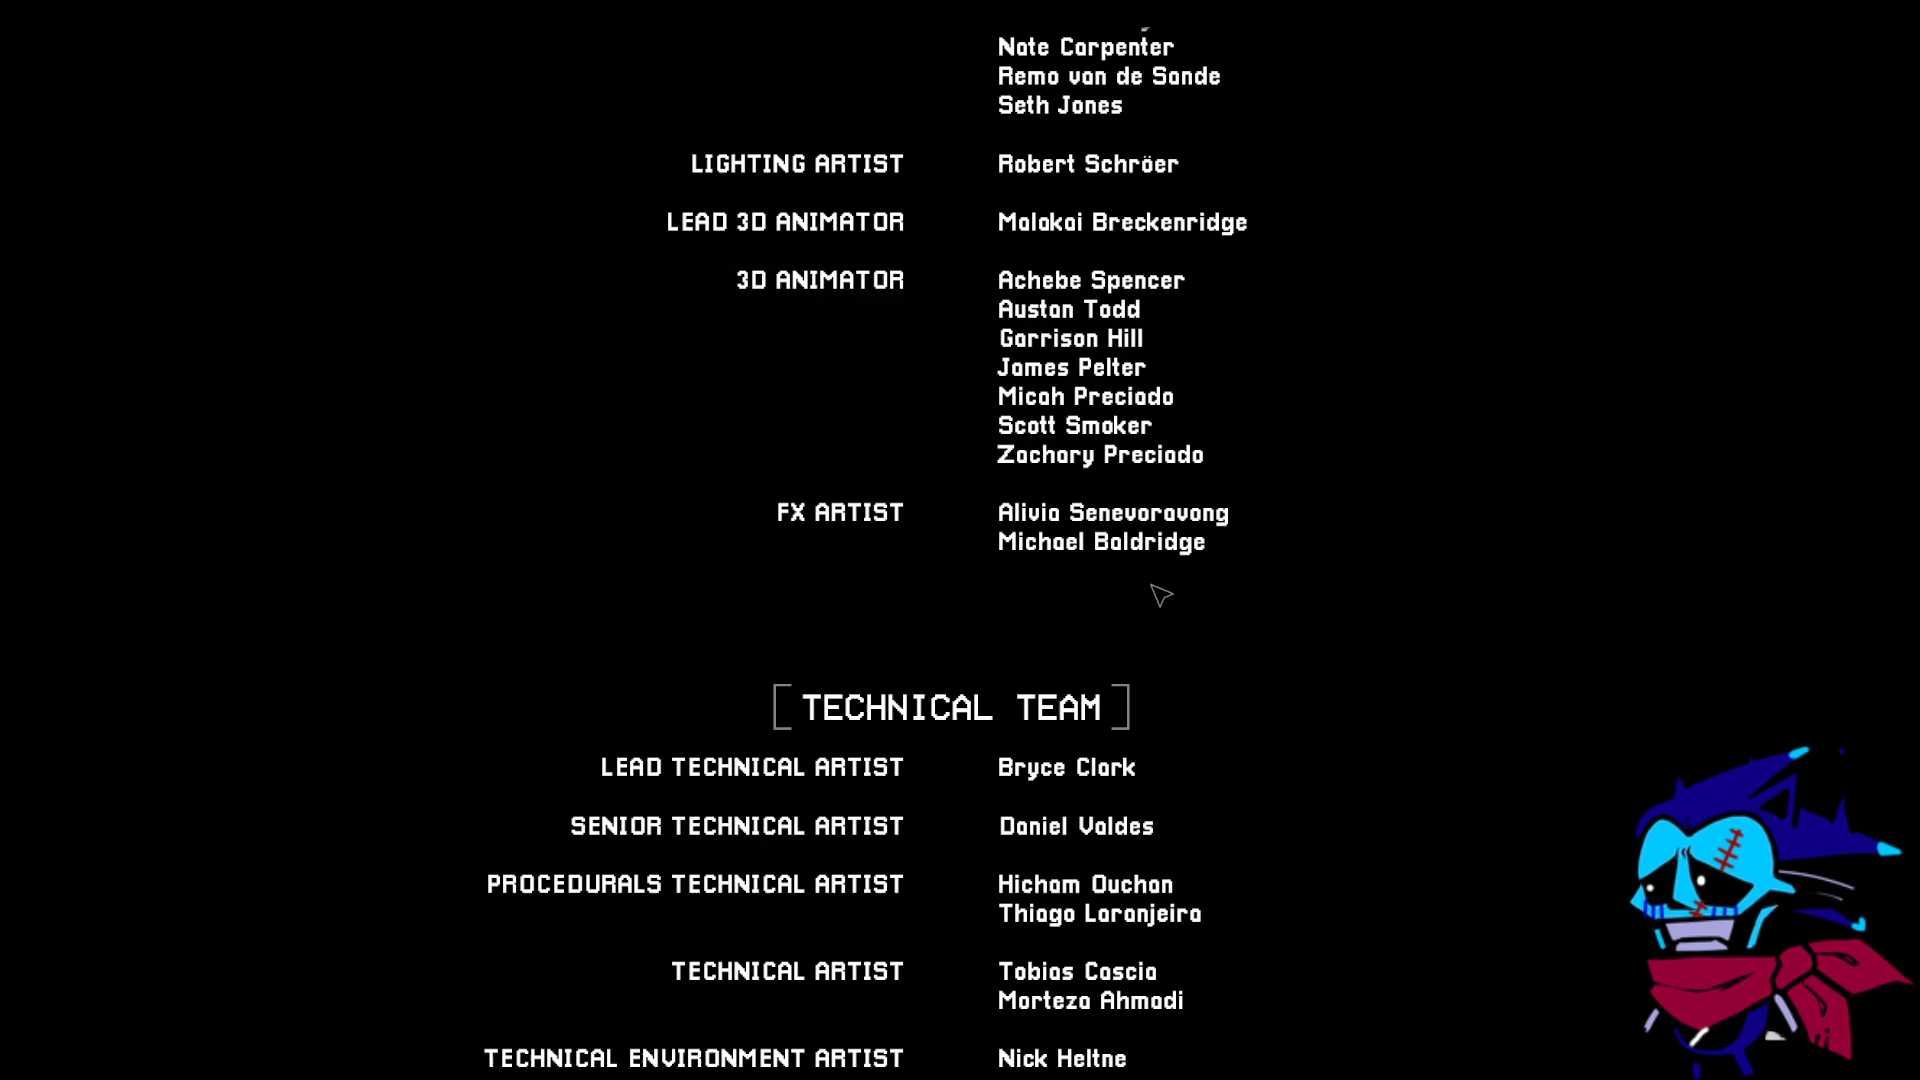 Nate Carpenter
Remo van de Sande
Seth Jones
LIGHTING ARTIST Robert Schröer
LEAD 3D ANIMATOR Malakai Breckenridge
3D ANIMATOR Achebe Spencer
Austan Todd
Garrison Hill
James Pelter
Micah Preciado
Scott Smoker
Zachary Preciado
FX ARTIST Alivia Senevoravong
Michael Baldridge
[TECHNICAL TEAM]
LEAD TECHNICAL ARTIST Bryce Clark
SENIOR TECHNICAL ARTIST Daniel Valdes
PROCEDURALS TECHNICAL ARTIST Hicham Ouchan
Thiago Laranjeira
TECHNICAL ARTIST Tobias Cascia
Morteza Ahmadi
TECHNICAL ENVIRONMENT ARTIST Nick Heltne